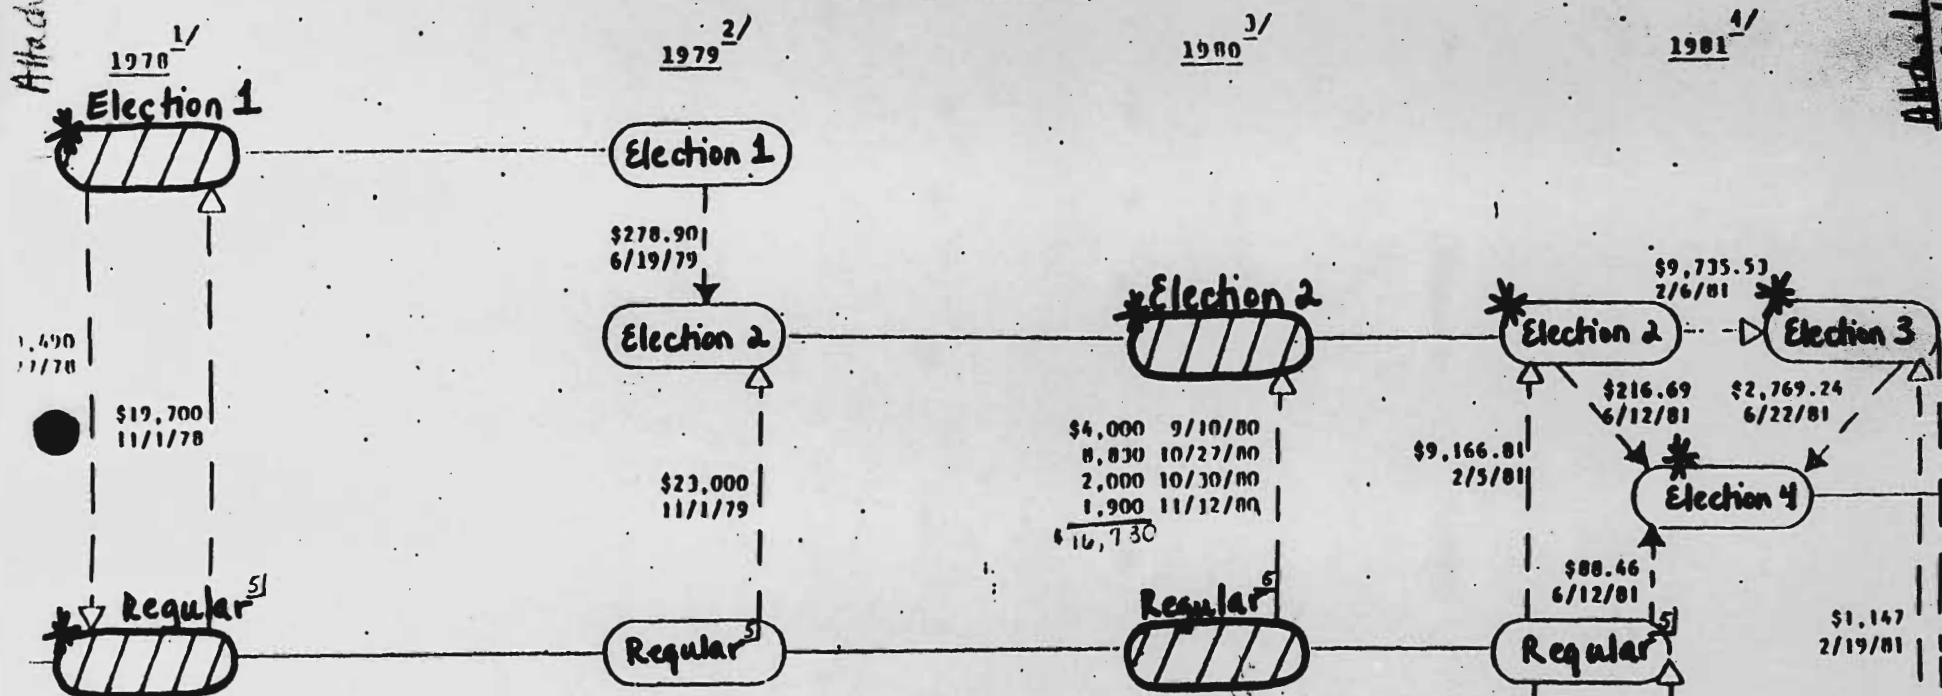 1978 1/
1979 2/
1980 3/
1981 4/
Election 1
Election 1
$278.90
6/19/79
$9,735.53
2/6/81
Election 2
Election 2
Election 2
Election 3
,490
/78
$19,700
11/1/78
$216.69
6/12/81
$2,769.24
6/22/81
$4,000 9/10/80
8,830 10/27/80
2,000 10/30/80
1,900 11/12/80
$16,730
$9,166.81
2/5/81
$23,000
11/1/79
Election 4
$88.46
6/12/81
Regular 5/
Regular 5/
Regular 6/
Regular 5/
$1,147
2/19/81